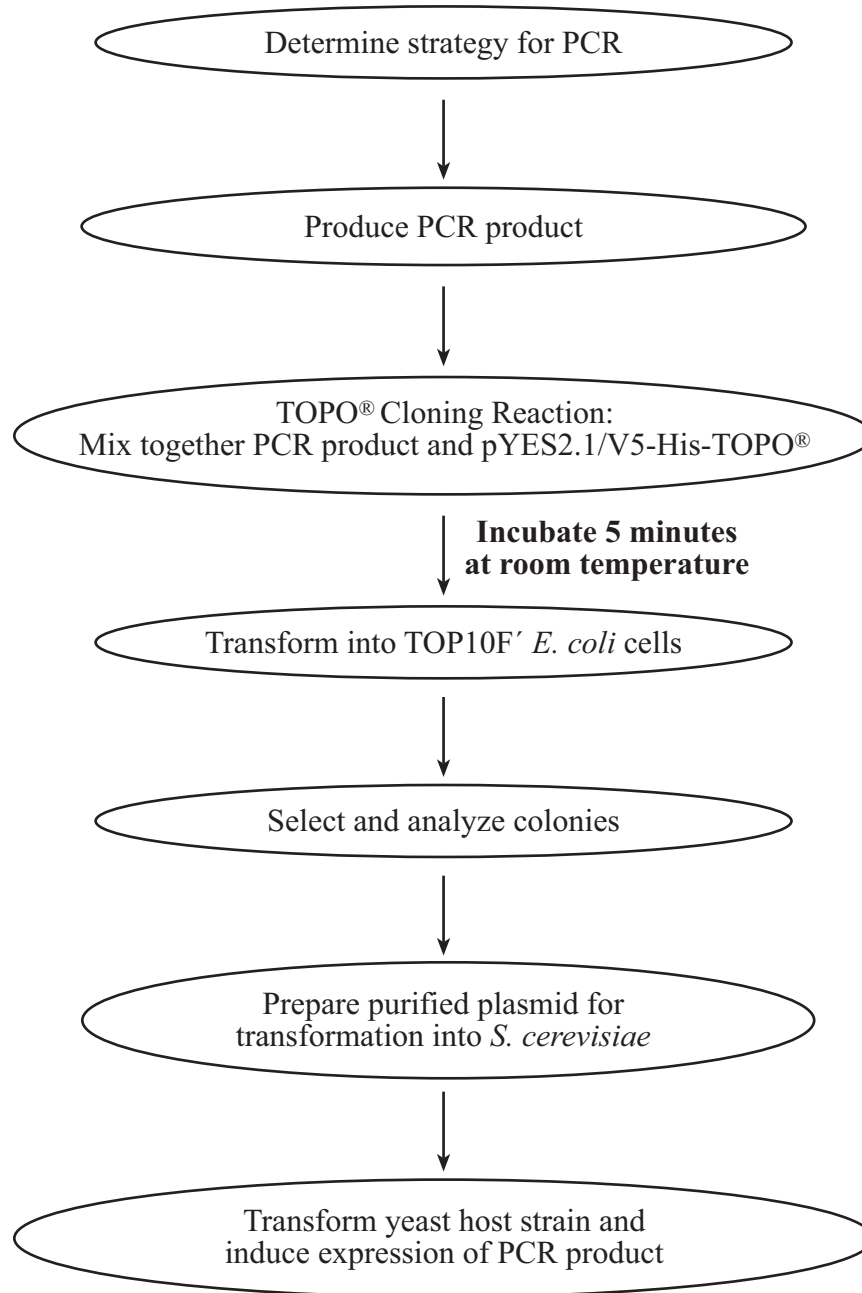 Determine strategy for PCR
Produce PCR product
TOPO® Cloning Reaction:
Mix together PCR product and pYES2.1/V5-His-TOPO®
Incubate 5 minutes
at room temperature
Transform into TOP10F´ E. coli cells
Select and analyze colonies
Prepare purified plasmid for
transformation into S. cerevisiae
Transform yeast host strain and
induce expression of PCR product